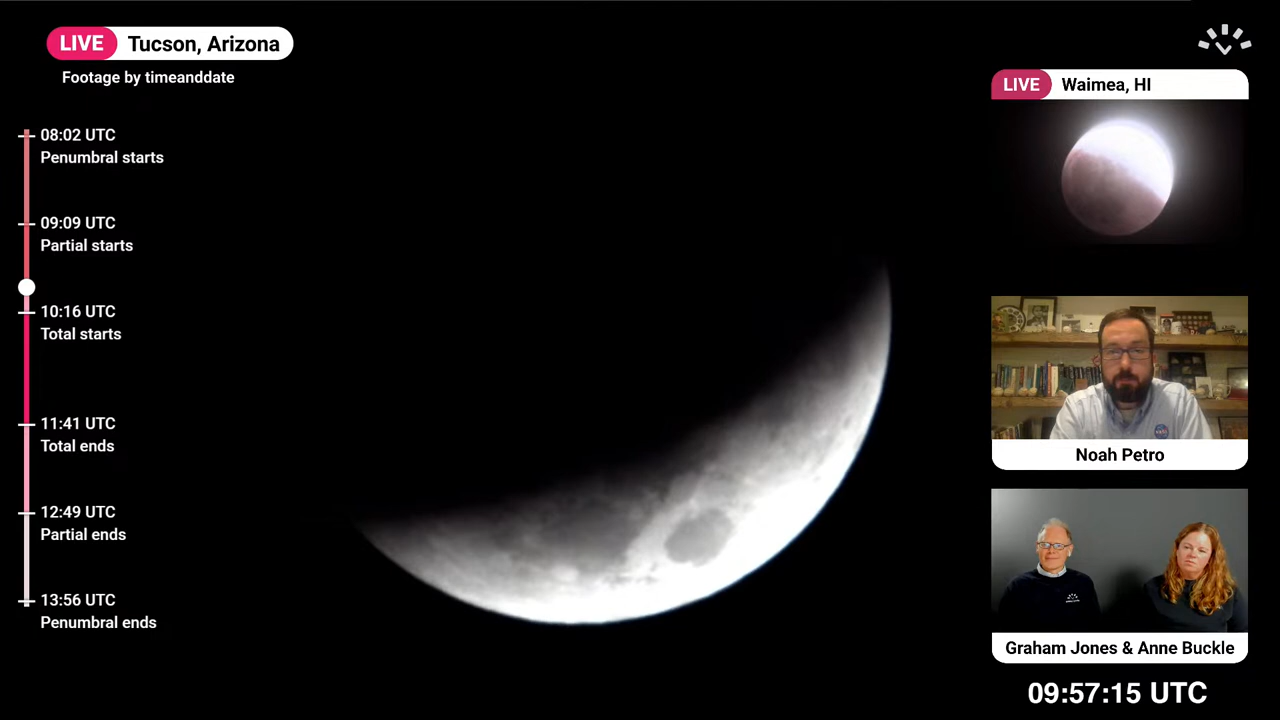 LIVE Tucson, Arizona
Footage by timeanddate
08:02 UTC
Penumbral starts
09:09 UTC
Partial starts
10:16 UTC
Total starts
11:41 UTC
Total ends
12:49 UTC
Partial ends
13:56 UTC
Penumbral ends
LIVE Waimea, HI
Noah Petro
Graham Jones & Anne Buckle
09:57:15 UTC